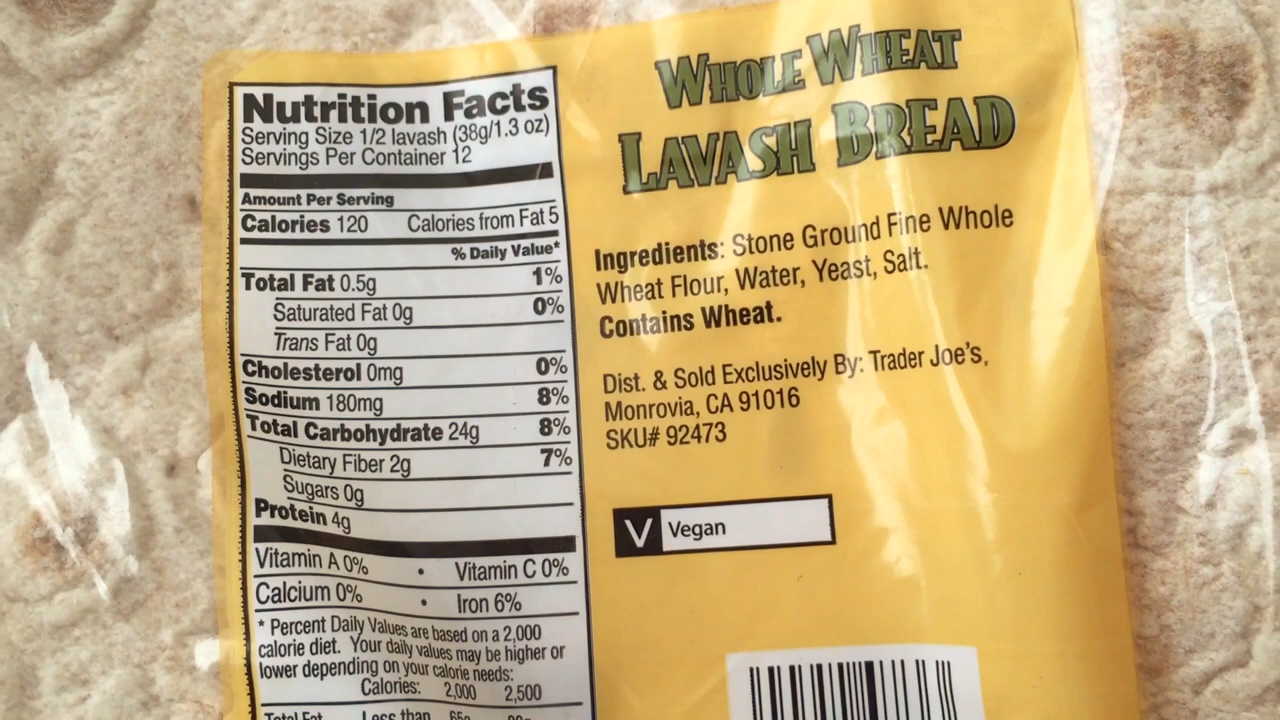 Nutrition Facts
Serving Size 1/2 lavash (38g/1.3 oz)
Servings Per Container 12
Amount Per Serving
Calories 120 Calories from Fat 5
% Daily Value*
Total Fat 0.5g 1%
Saturated Fat 0g 0%
Trans Fat 0g
Cholesterol 0mg 0%
Sodium 180mg 8%
Total Carbohydrate 24g 8%
Dietary Fiber 2g 7%
Sugars 0g
Protein 4g
Vitamin A 0% • Vitamin C 0%
Calcium 0% • Iron 6%
* Percent Daily Values are based on a 2,000
calorie diet. Your daily values may be higher or
lower depending on your calorie needs:
Calories: 2,000 2,500
Total Fat Less than 65g 80g
WHOLE WHEAT
LAVASH BREAD
Ingredients: Stone Ground Fine Whole
Wheat Flour, Water, Yeast, Salt.
Contains Wheat.
Dist. & Sold Exclusively By: Trader Joe's,
Monrovia, CA 91016
SKU# 92473
V Vegan